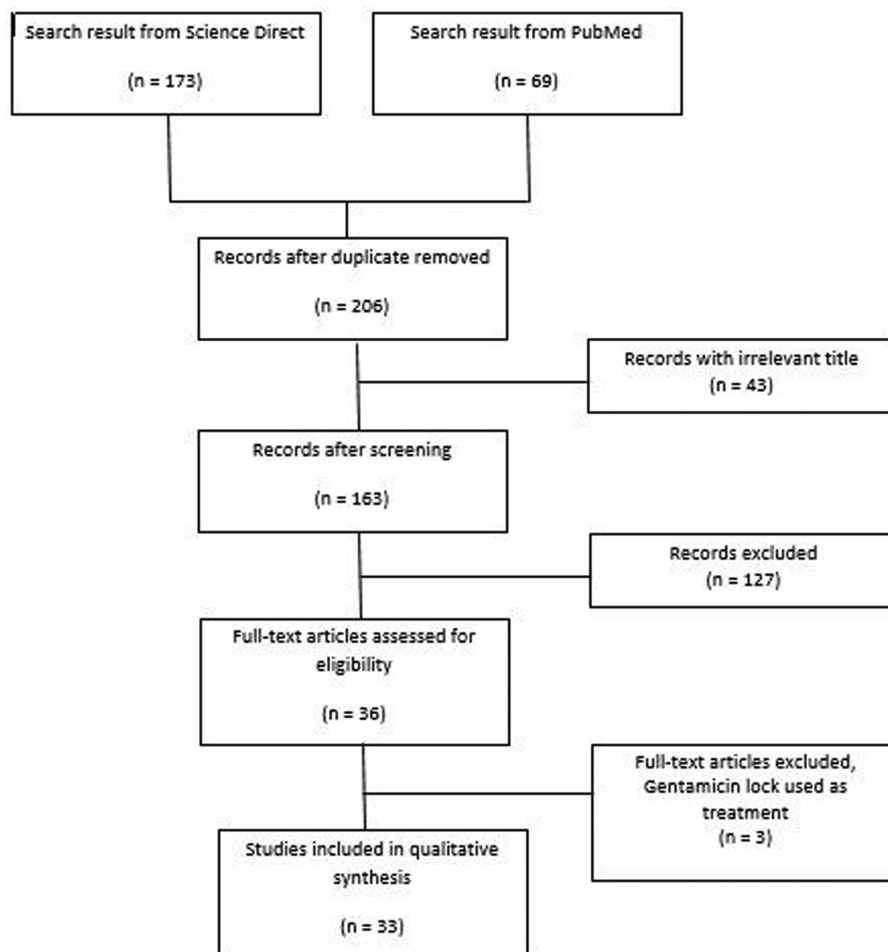 Search result from Science Direct
(n = 173)
Search result from PubMed
(n = 69)
Records after duplicate removed
(n = 206)
Records with irrelevant title
(n = 43)
Records after screening
(n = 163)
Records excluded
(n = 127)
Full-text articles assessed for
eligibility
(n = 36)
Full-text articles excluded,
Gentamicin lock used as
treatment
(n = 3)
Studies included in qualitative
synthesis
(n = 33)